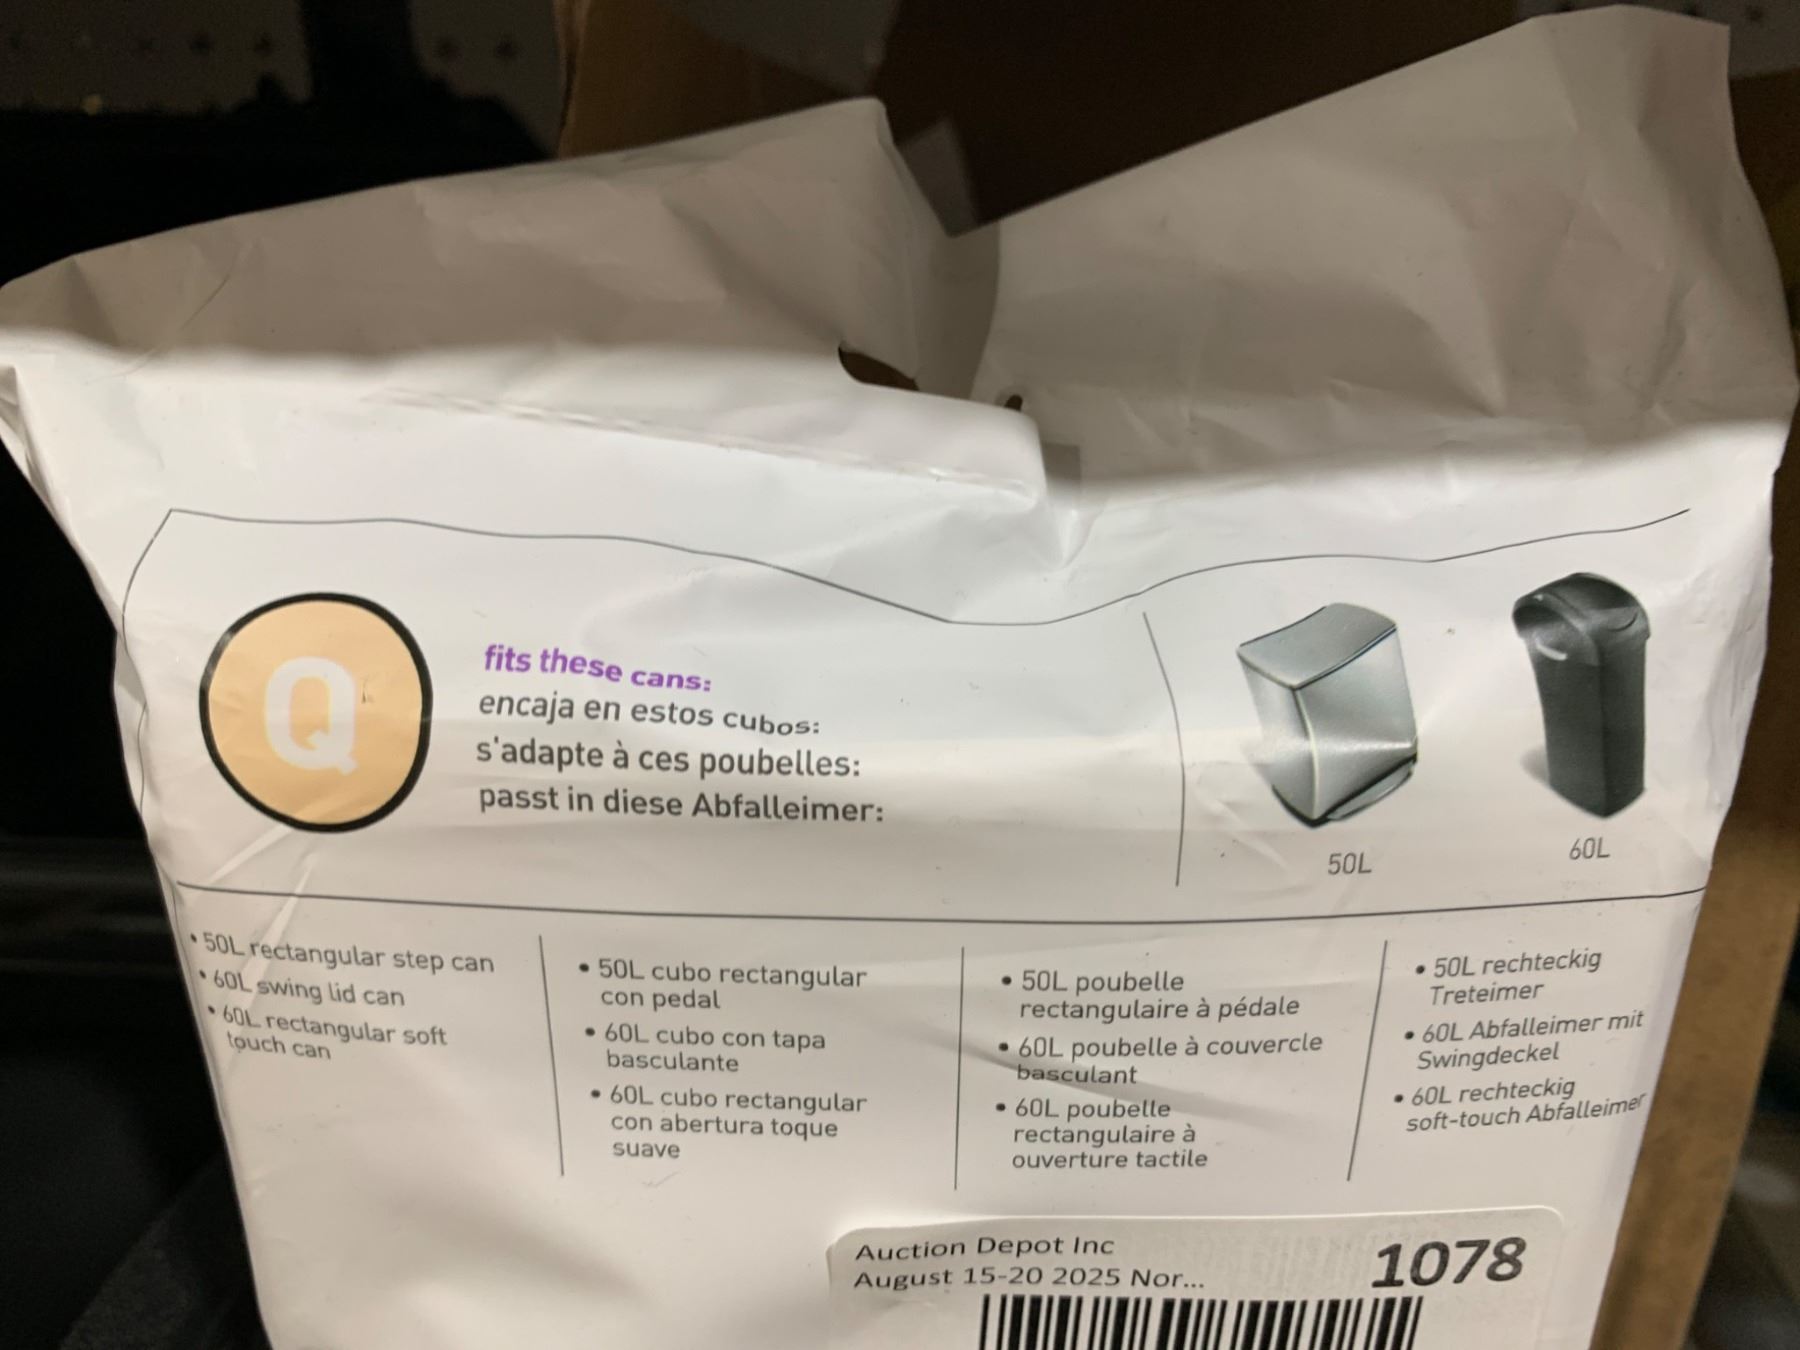 Q
fits these cans:
encaja en estos cubos:
s'adapte à ces poubelles:
passt in diese Abfalleimer:
50L
60L
• 50L rectangular step can
• 60L swing lid can
• 60L rectangular soft
touch can
• 50L cubo rectangular
con pedal
• 60L cubo con tapa
basculante
• 60L cubo rectangular
con abertura toque
suave
• 50L poubelle
rectangulaire à pédale
• 60L poubelle à couvercle
basculant
• 60L poubelle
rectangulaire à
ouverture tactile
• 50L rechteckig
Treteimer
• 60L Abfalleimer mit
Swingdeckel
• 60L rechteckig
soft-touch Abfalleimer
Auction Depot Inc
August 15-20 2025 Nor...
1078